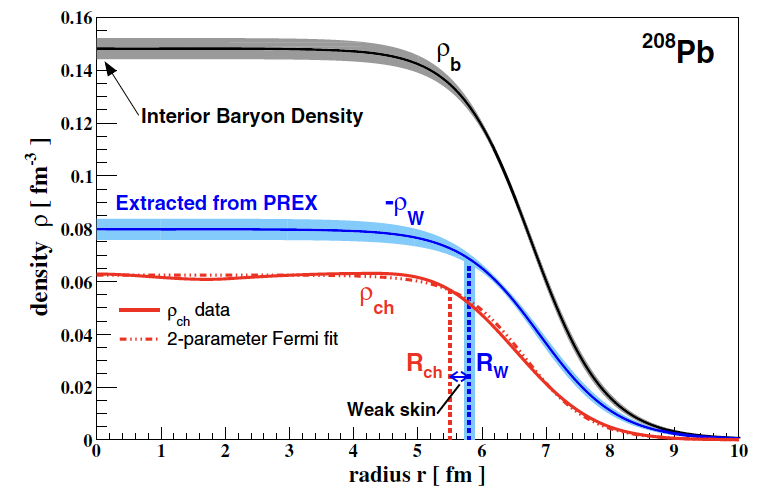 0.16
0.14
0.12
0.1
0.08
0.06
0.04
0.02
0
density ρ [ fm⁻³ ]
²⁰⁸Pb
ρb
Interior Baryon Density
Extracted from PREX
-ρW
ρch
ρch data
2-parameter Fermi fit
Rch
RW
Weak skin
0 1 2 3 4 5 6 7 8 9 10
radius r [ fm ]